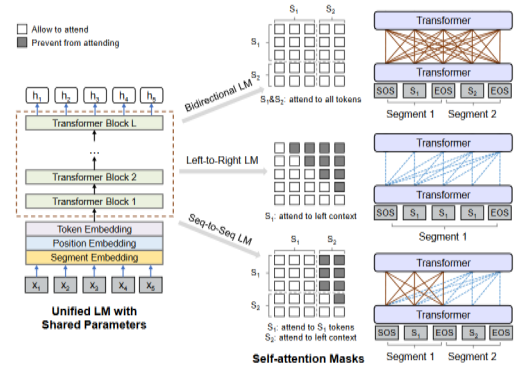 Allow to attend
Prevent from attending
h1 h2 h3 h4 h5
Transformer Block L
...
Transformer Block 2
Transformer Block 1
Token Embedding
Position Embedding
Segment Embedding
x1 x2 x3 x4 x5
Unified LM with
Shared Parameters
Bidirectional LM
Left-to-Right LM
Seq-to-Seq LM
S1 S2
S1
S2
S1&S2: attend to all tokens
S1: attend to left context
S1 S2
S1
S2
S1: attend to S1 tokens
S2: attend to left context
Self-attention Masks
Transformer
Transformer
SOS S1 EOS S2 EOS
Segment 1 Segment 2
Transformer
Transformer
SOS S1 S1 S1 EOS
Segment 1
Transformer
Transformer
SOS S1 EOS S2 EOS
Segment 1 Segment 2